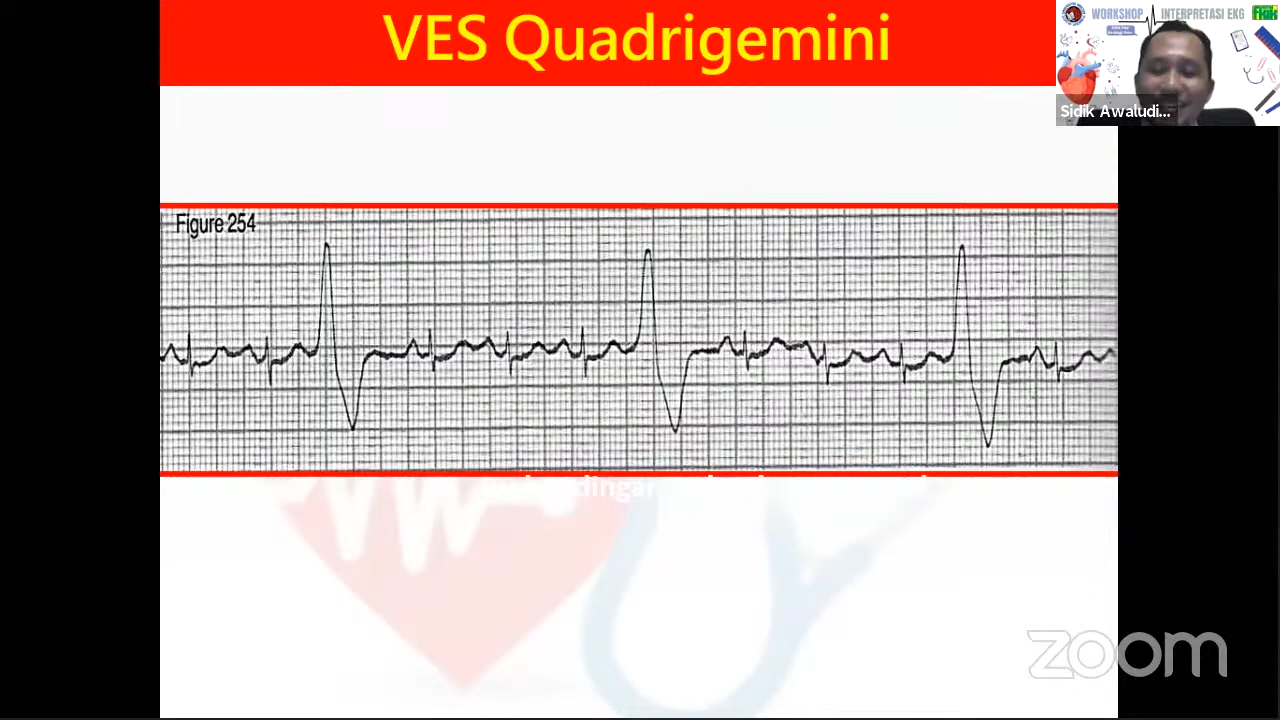 VES Quadrigemini
WORKSHOP INTERPRETASI EKG
Sidik Awaludi...
Figure 254
zoom